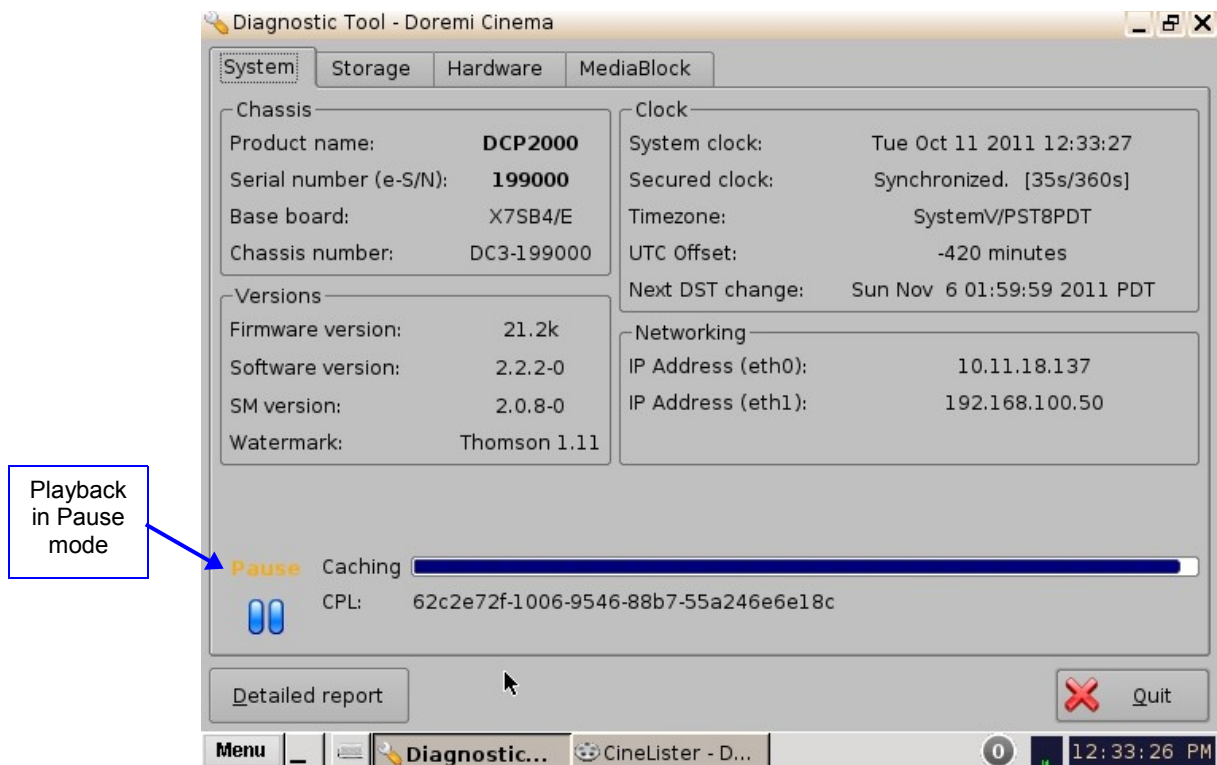 Diagnostic Tool - Doremi Cinema
System Storage Hardware MediaBlock
Chassis
Product name: DCP2000
Serial number (e-S/N): 199000
Base board: X7SB4/E
Chassis number: DC3-199000
Clock
System clock: Tue Oct 11 2011 12:33:27
Secured clock: Synchronized. [35s/360s]
Timezone: SystemV/PST8PDT
UTC Offset: -420 minutes
Next DST change: Sun Nov 6 01:59:59 2011 PDT
Versions
Firmware version: 21.2k
Software version: 2.2.2-0
SM version: 2.0.8-0
Watermark: Thomson 1.11
Networking
IP Address (eth0): 10.11.18.137
IP Address (eth1): 192.168.100.50
Playback
in Pause
mode
Pause Caching
CPL: 62c2e72f-1006-9546-88b7-55a246e6e18c
Detailed report Quit
Menu Diagnostic... CineLister - D... 0 12:33:26 PM